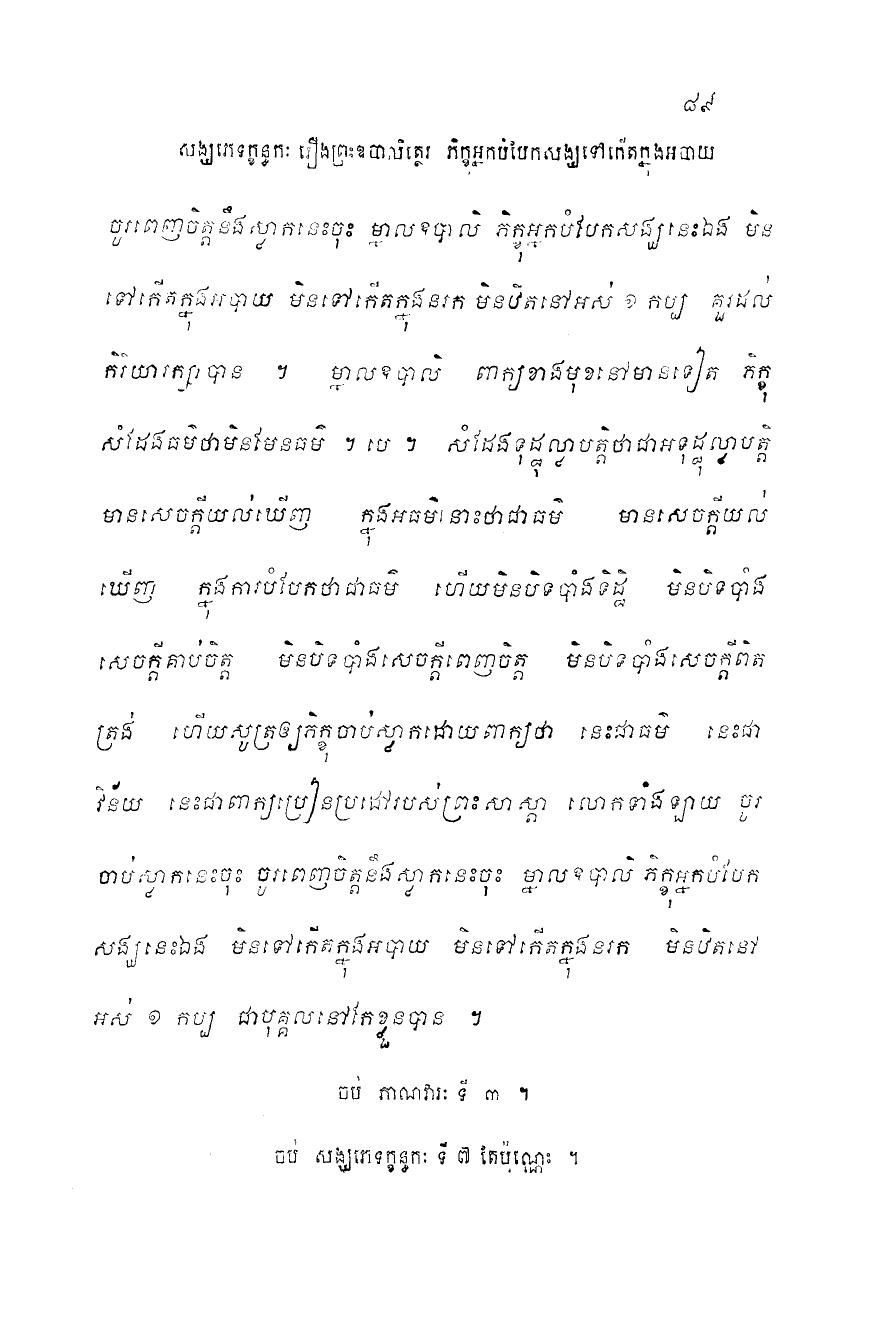 ៨៩
សង្ឃភេទក្ខន្ធកៈ រឿងព្រះឧបាលិត្ថេរ ភិក្ខុអ្នកបំបែកសង្ឃទៅកើតក្នុងអបាយ
ចូរពេញចិត្តនឹងស្លាកនេះចុះ ម្នាលឧបាលិ ភិក្ខុអ្នកបំបែកសង្ឃនេះឯង មិន
ទៅកើតក្នុងអបាយ មិនទៅកើតក្នុងនរក មិនឋិតនៅអស់ ១ កប្ប គួរដល់
កិរិយារក្សាបាន ។ ម្នាលឧបាលិ ពាក្យខាងមុខនៅមានទៀត ភិក្ខុ
សំដែងធម៌ថាមិនមែនធម៌ ។ បេ ។ សំដែងទុដ្ឋុល្លាបត្តិថាជាអទុដ្ឋុល្លាបត្តិ
មានសេចក្តីយល់ឃើញ ក្នុងអធម៌នោះថាជាធម៌ មានសេចក្តីយល់
ឃើញ ក្នុងការបំបែកថាជាធម៌ ហើយមិនបិទបាំងទិដ្ឋិ មិនបិទបាំង
សេចក្តីគាប់ចិត្ត មិនបិទបាំងសេចក្តីពេញចិត្ត មិនបិទបាំងសេចក្តីពិត
ត្រង់ ហើយសូត្រឲ្យភិក្ខុចាប់ស្លាកដោយពាក្យថា នេះជាធម៌ នេះជា
វិន័យ នេះជាពាក្យប្រៀនប្រដៅរបស់ព្រះសាស្តា លោកទាំងឡាយ ចូរ
ចាប់ស្លាកនេះចុះ ចូរពេញចិត្តនឹងស្លាកនេះចុះ ម្នាលឧបាលិ ភិក្ខុអ្នកបំបែក
សង្ឃនេះឯង មិនទៅកើតក្នុងអបាយ មិនទៅកើតក្នុងនរក មិនឋិតនៅ
អស់ ១ កប្ប ជាបុគ្គលនៅកែខ្លួនបាន ។
ចប់ ភាណវារៈ ទី ៣ ។
ចប់ សង្ឃភេទក្ខន្ធកៈ ទី ៧ តែប៉ុណ្ណេះ ។